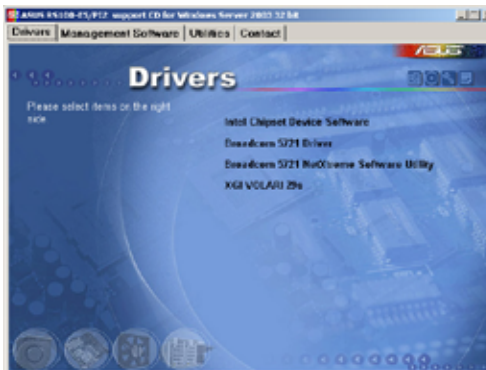 ASUS RS100-E5/PI2 support CD for Windows Server 2003 32 bit
Drivers Management Software Utilities Contact
ASUS
Drivers
Please select items on the right
side
Intel Chipset Device Software
Broadcom 5721 Driver
Broadcom 5721 NetXtreme Software Utility
XGI VOLARI Z9s